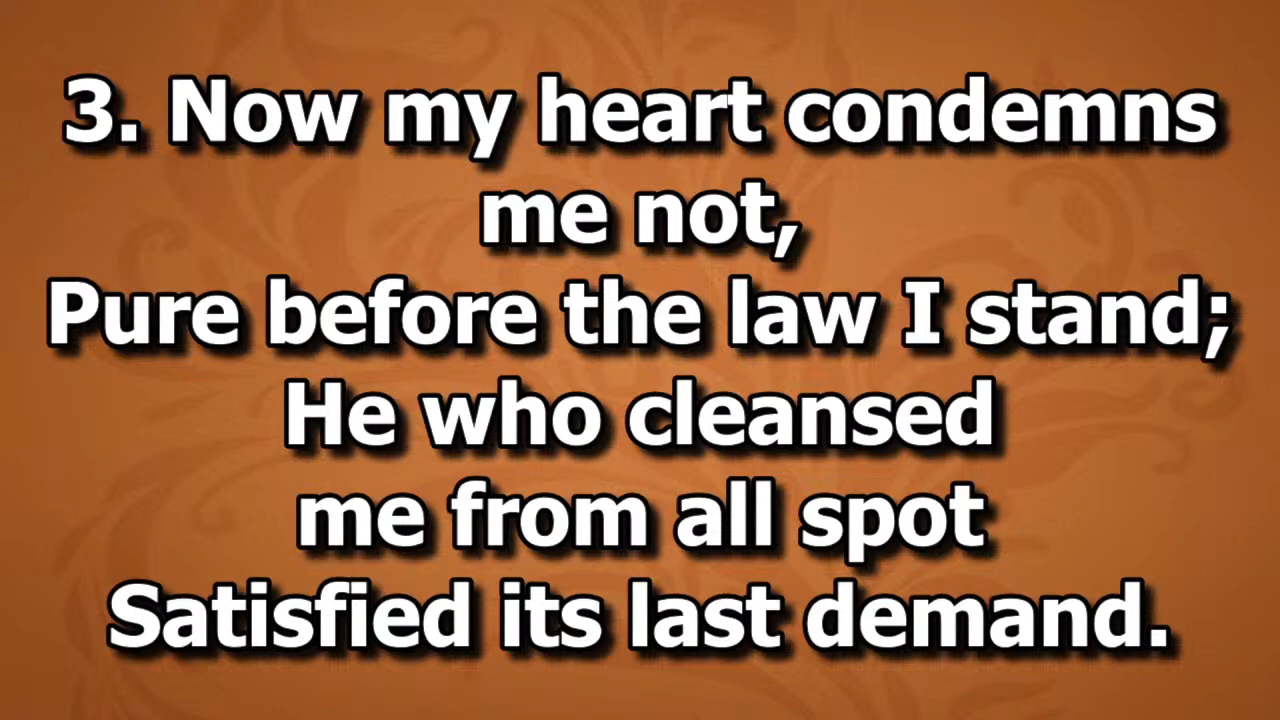 3. Now my heart condemns
me not,
Pure before the law I stand;
He who cleansed
me from all spot
Satisfied its last demand.